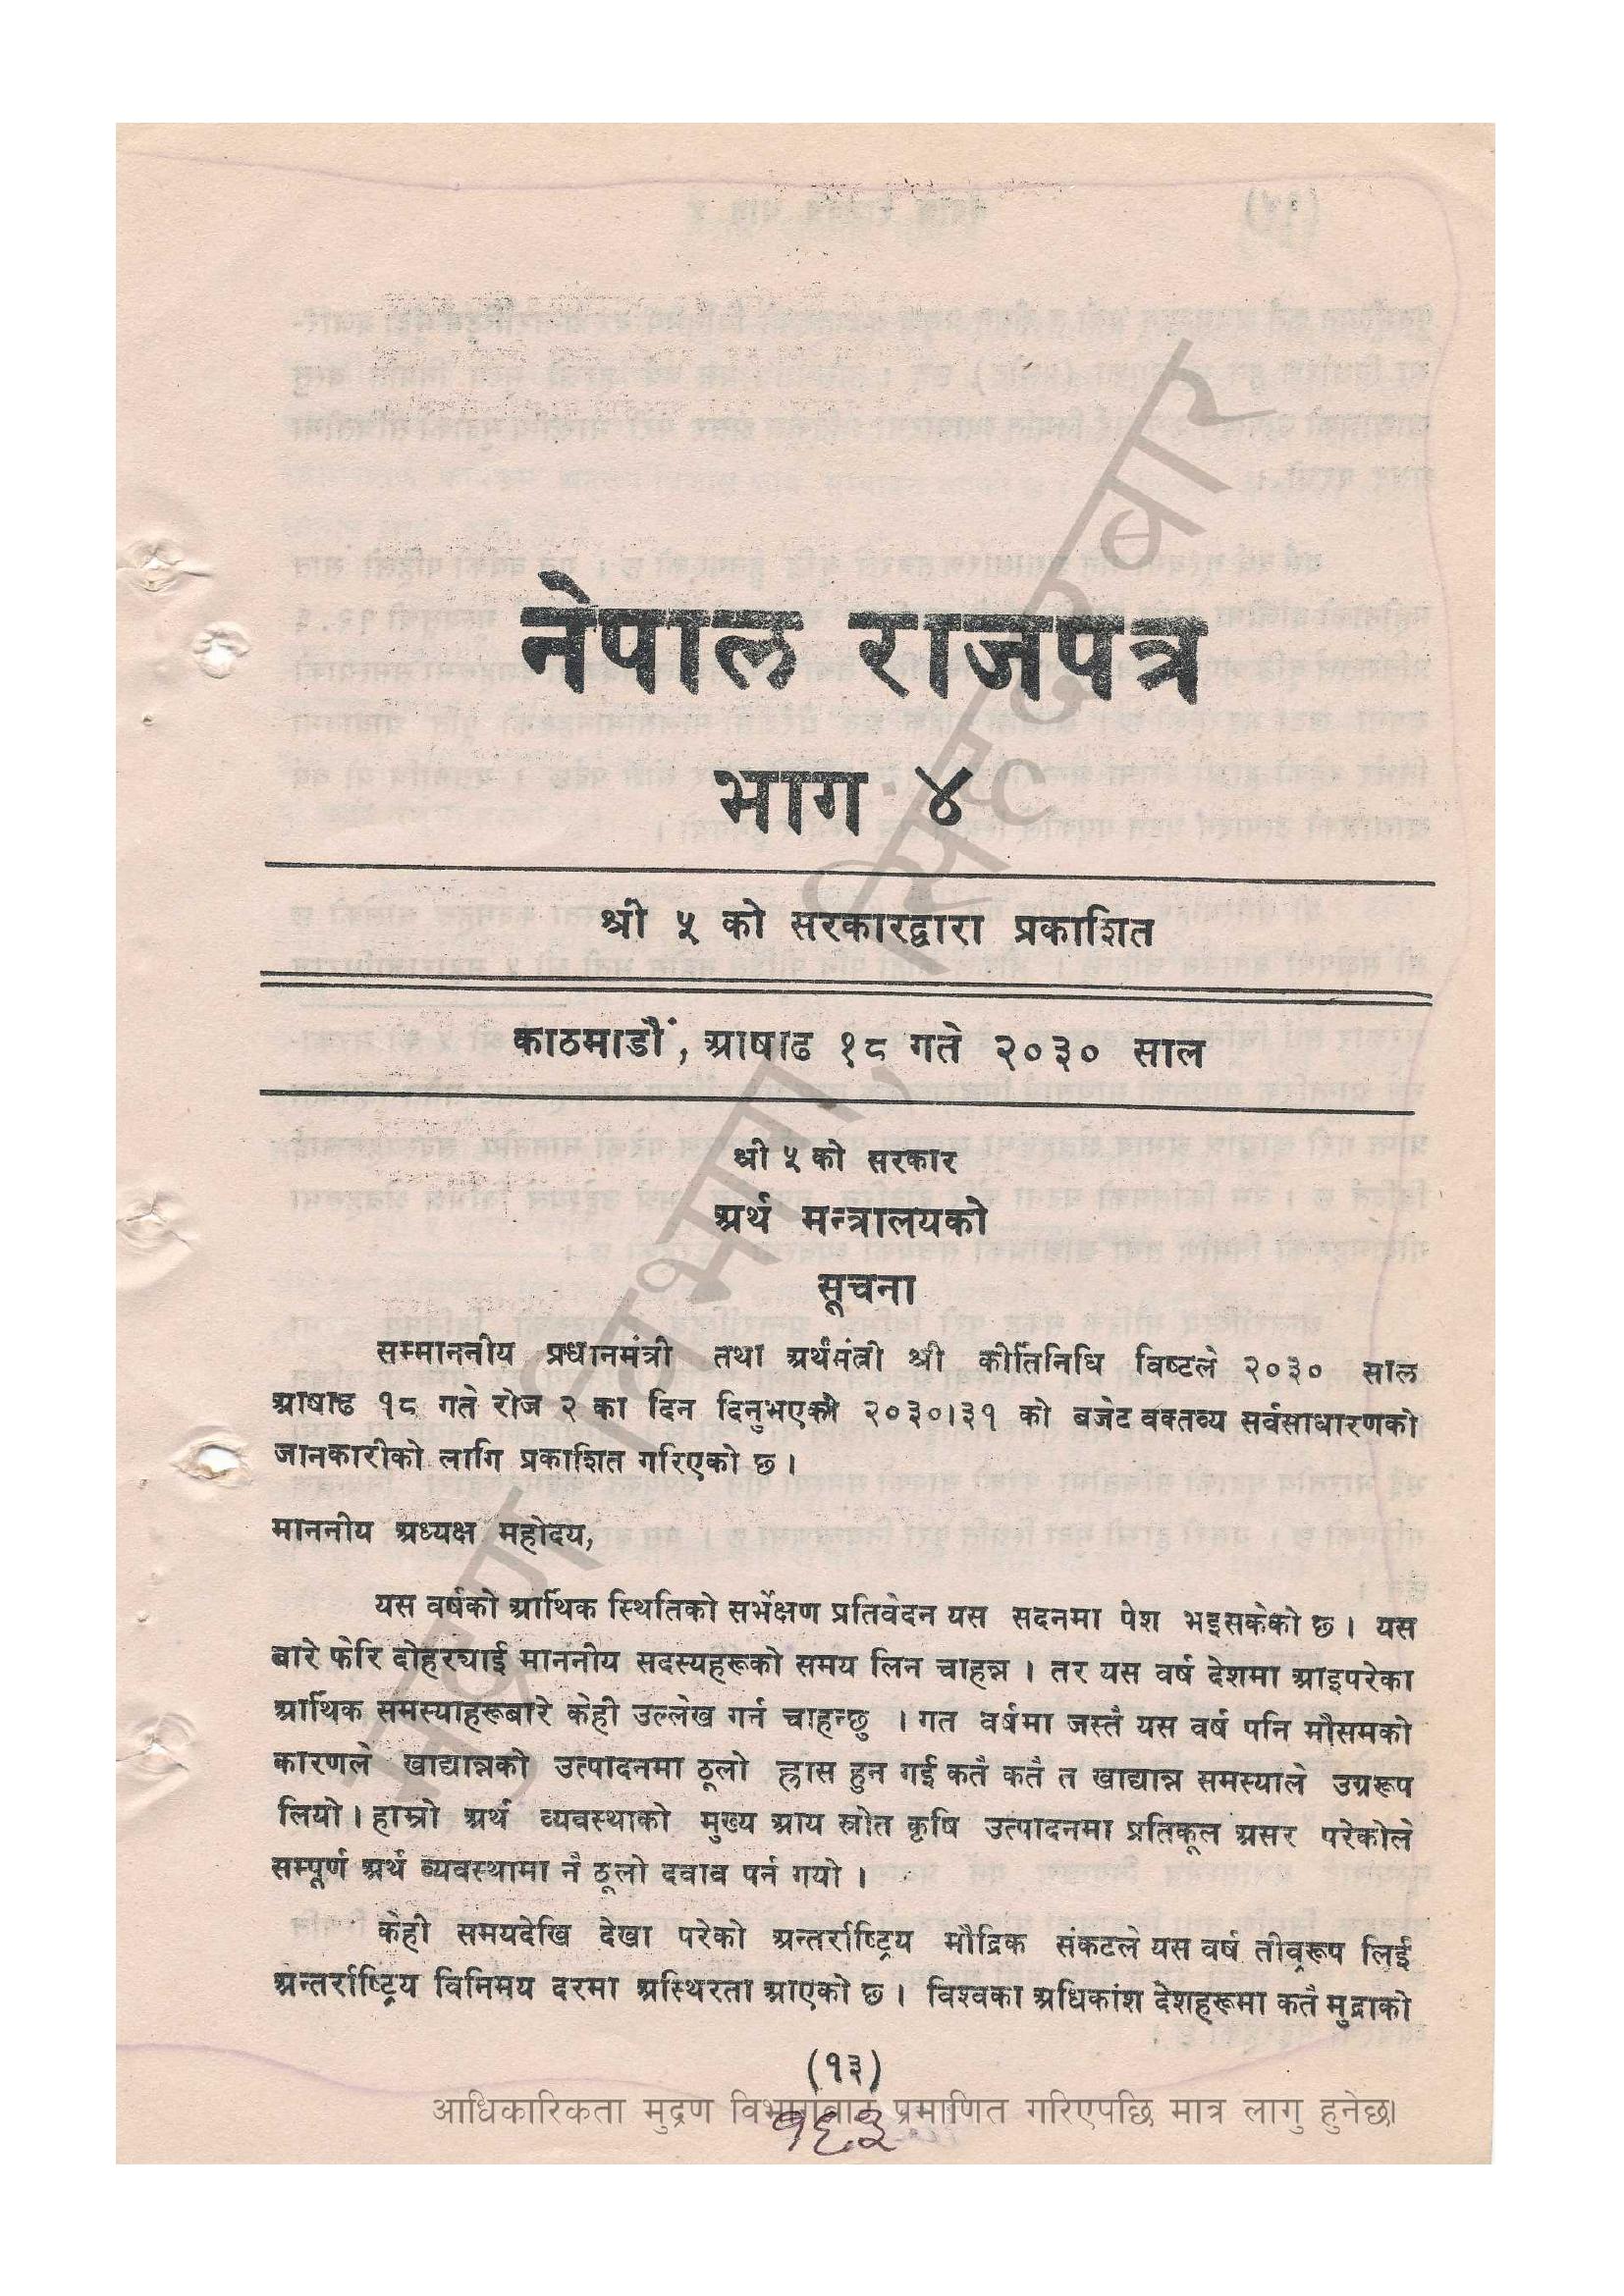 नेपाल राजपत्र
भाग ४
श्री ५ को सरकारद्वारा प्रकाशित
काठमाडौं, आषाढ १८ गते २०३० साल
श्री ५ को सरकार
अर्थ मन्त्रालयको
सूचना
सम्माननीय प्रधानमंत्री तथा अर्थमंत्री श्री कीर्तिनिधि विष्टले २०३० साल
आषाढ १८ गते रोज २ का दिन दिनुभएको २०३०।३१ को बजेट वक्तव्य सर्वसाधारणको
जानकारीको लागि प्रकाशित गरिएको छ ।
माननीय अध्यक्ष महोदय,
यस वर्षको आर्थिक स्थितिको सर्भेक्षण प्रतिवेदन यस सदनमा पेश भइसकेको छ । यस
बारे फेरि दोहर्‍याई माननीय सदस्यहरूको समय लिन चाहन्न । तर यस वर्ष देशमा आइपरेका
आर्थिक समस्याहरूबारे केही उल्लेख गर्न चाहन्छु । गत वर्षमा जस्तै यस वर्ष पनि मौसमको
कारणले खाद्यान्नको उत्पादनमा ठूलो ह्रास हुन गई कतै कतै त खाद्यान्न समस्याले उग्ररूप
लियो । हाम्रो अर्थ व्यवस्थाको मुख्य आय स्रोत कृषि उत्पादनमा प्रतिकूल असर परेकोले
सम्पूर्ण अर्थ व्यवस्थामा नै ठूलो दवाव पर्न गयो ।
केही समयदेखि देखा परेको अन्तर्राष्ट्रिय मौद्रिक संकटले यस वर्ष तीव्ररूप लिई
अन्तर्राष्ट्रिय विनिमय दरमा अस्थिरता आएको छ । विश्वका अधिकांश देशहरूमा कतै मुद्राको
(१३)
आधिकारिकता मुद्रण विभागबाट प्रमाणित गरिएपछि मात्र लागु हुनेछ।
१६३
मुद्रण विभाग, सिंहदरबार